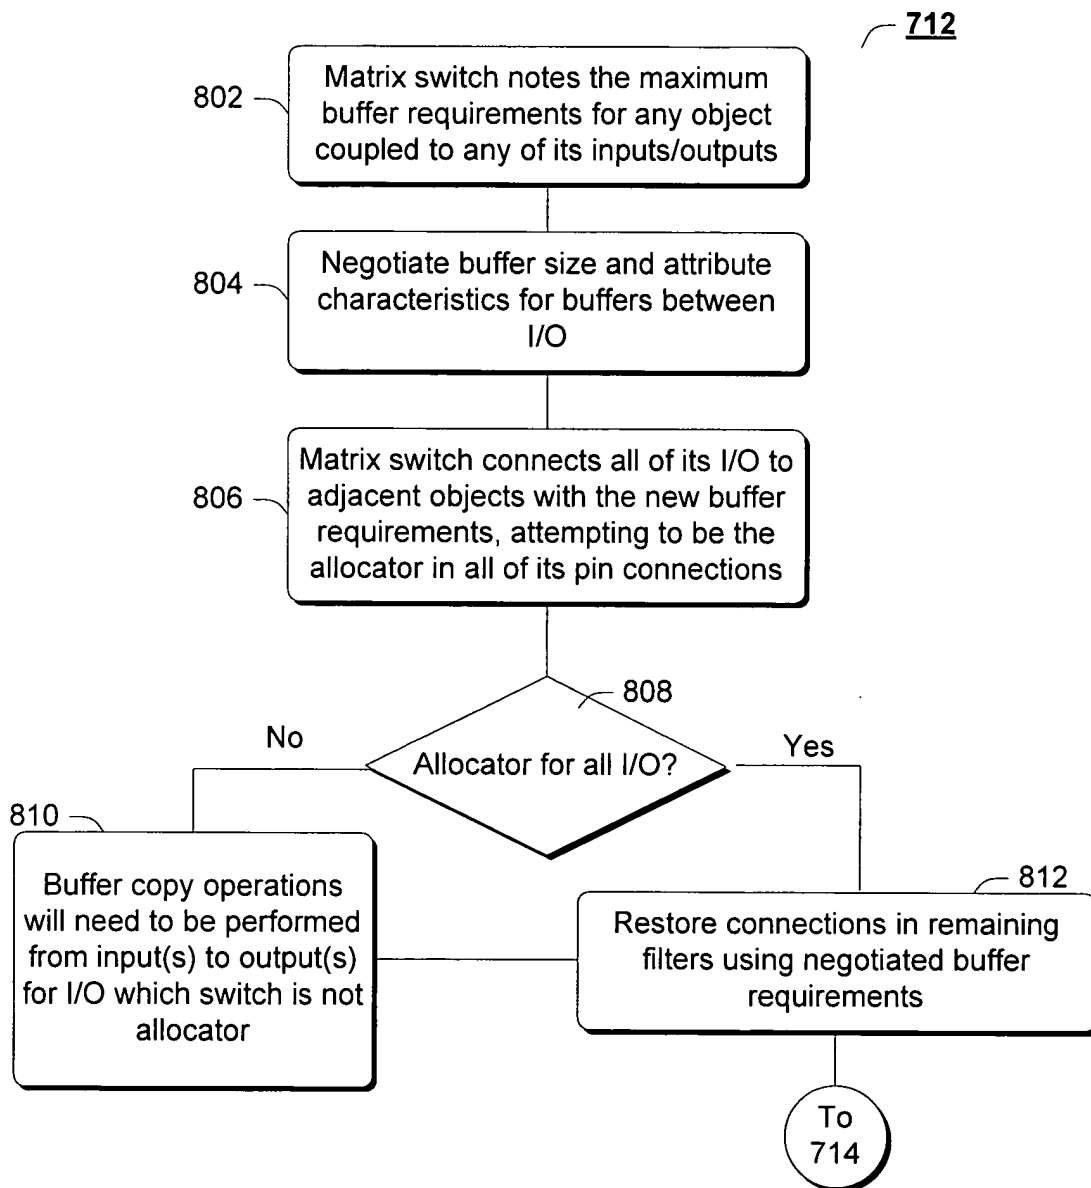 712
802
Matrix switch notes the maximum
buffer requirements for any object
coupled to any of its inputs/outputs
804
Negotiate buffer size and attribute
characteristics for buffers between
I/O
806
Matrix switch connects all of its I/O to
adjacent objects with the new buffer
requirements, attempting to be the
allocator in all of its pin connections
808
Allocator for all I/O?
No
Yes
810
Buffer copy operations
will need to be performed
from input(s) to output(s)
for I/O which switch is not
allocator
812
Restore connections in remaining
filters using negotiated buffer
requirements
To
714